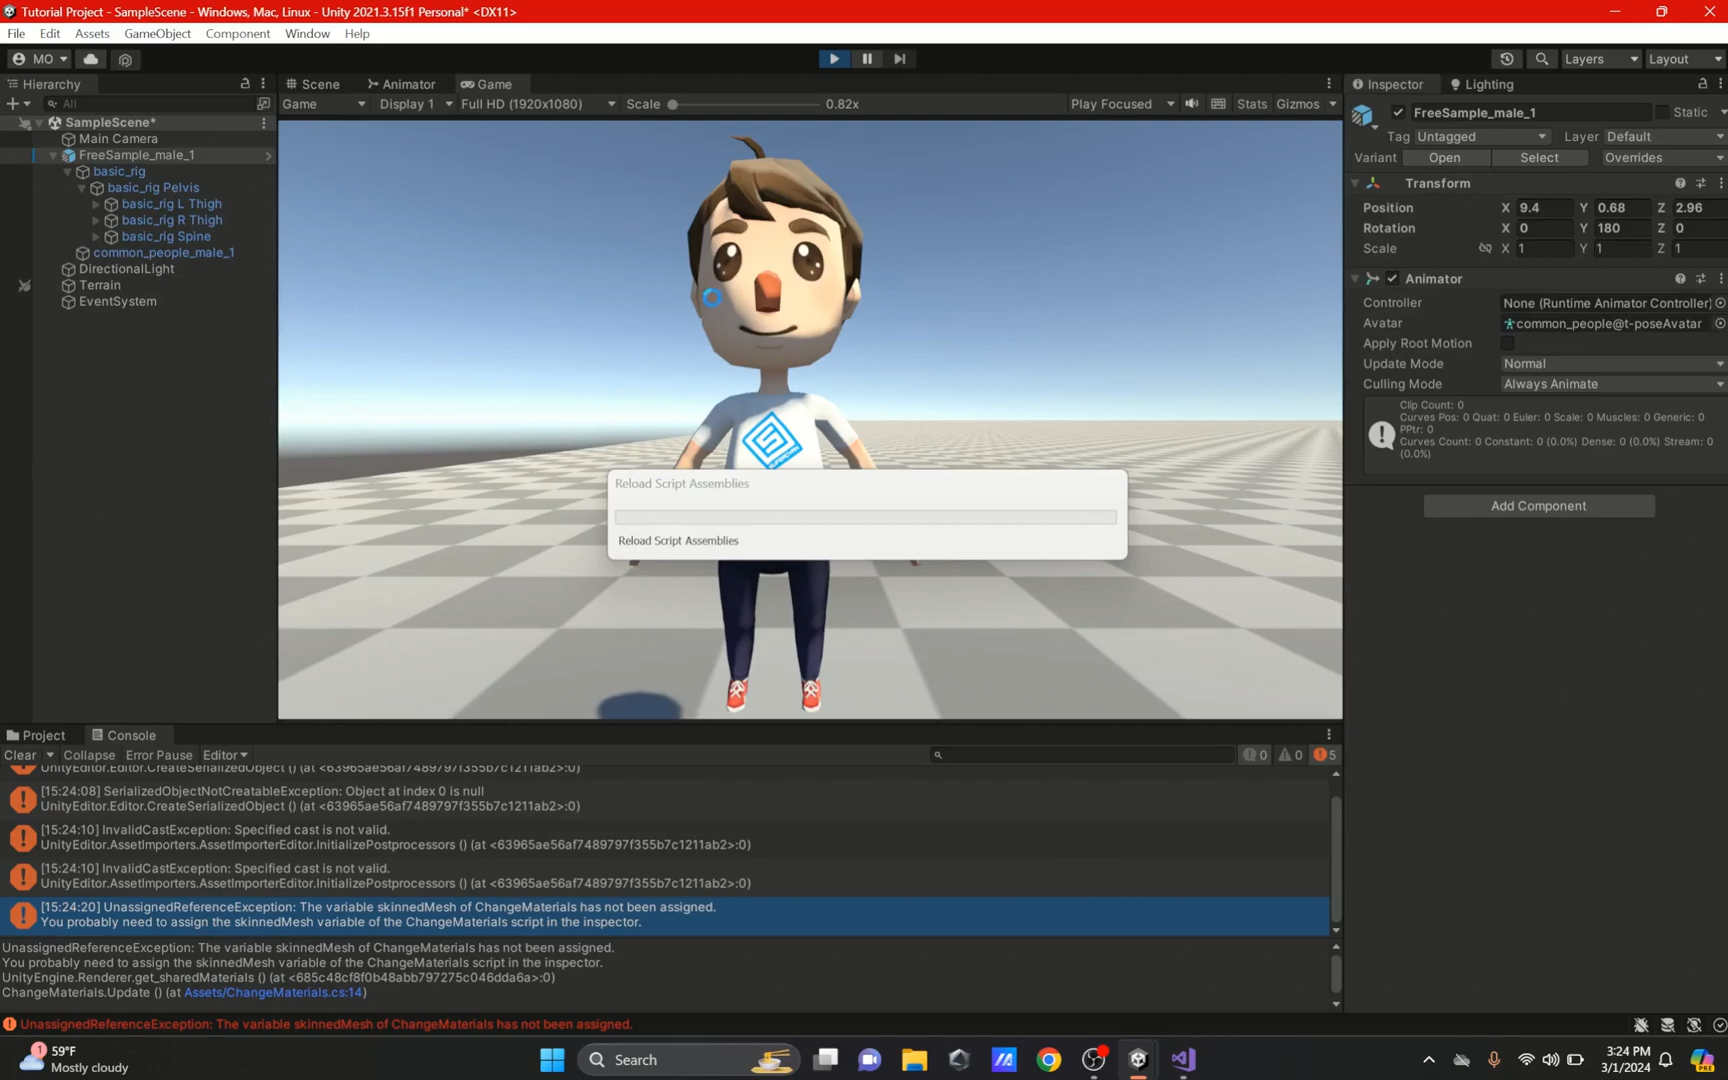 Tutorial Project - SampleScene - Windows, Mac, Linux - Unity 2021.3.15f1 Personal* <DX11>
File Edit Assets GameObject Component Window Help
MO Layers Layout
Hierarchy
All
SampleScene*
Main Camera
FreeSample_male_1
basic_rig
basic_rig Pelvis
basic_rig L Thigh
basic_rig R Thigh
basic_rig Spine
common_people_male_1
DirectionalLight
Terrain
EventSystem
Scene Animator Game
Game Display 1 Full HD (1920x1080) Scale 0.82x Play Focused Stats Gizmos
Reload Script Assemblies
Reload Script Assemblies
Inspector Lighting
FreeSample_male_1 Static
Tag Untagged Layer Default
Variant Open Select Overrides
Transform
Position X 9.4 Y 0.68 Z 2.96
Rotation X 0 Y 180 Z 0
Scale X 1 Y 1 Z 1
Animator
Controller None (Runtime Animator Controller)
Avatar common_people@t-poseAvatar
Apply Root Motion
Update Mode Normal
Culling Mode Always Animate
Clip Count: 0
Curves Pos: 0 Quat: 0 Euler: 0 Scale: 0 Muscles: 0 Generic: 0
PPtr: 0
Curves Count: 0 Constant: 0 (0.0%) Dense: 0 (0.0%) Stream: 0
(0.0%)
Add Component
Project Console
Clear Collapse Error Pause Editor 0 0 5
UnityEditor.Editor.CreateSerializedObject () (at <63965ae56af7489797f355b7c1211ab2>:0)
[15:24:08] SerializedObjectNotCreatableException: Object at index 0 is null
UnityEditor.Editor.CreateSerializedObject () (at <63965ae56af7489797f355b7c1211ab2>:0)
[15:24:10] InvalidCastException: Specified cast is not valid.
UnityEditor.AssetImporters.AssetImporterEditor.InitializePostprocessors () (at <63965ae56af7489797f355b7c1211ab2>:0)
[15:24:10] InvalidCastException: Specified cast is not valid.
UnityEditor.AssetImporters.AssetImporterEditor.InitializePostprocessors () (at <63965ae56af7489797f355b7c1211ab2>:0)
[15:24:20] UnassignedReferenceException: The variable skinnedMesh of ChangeMaterials has not been assigned.
You probably need to assign the skinnedMesh variable of the ChangeMaterials script in the inspector.
UnassignedReferenceException: The variable skinnedMesh of ChangeMaterials has not been assigned.
You probably need to assign the skinnedMesh variable of the ChangeMaterials script in the inspector.
UnityEngine.Renderer.get_sharedMaterials () (at <685c48cf8f0b48abb797275c046dda6a>:0)
ChangeMaterials.Update () (at Assets/ChangeMaterials.cs:14)
UnassignedReferenceException: The variable skinnedMesh of ChangeMaterials has not been assigned.
1 59°F
Mostly cloudy
Search
3:24 PM
3/1/2024
PRE